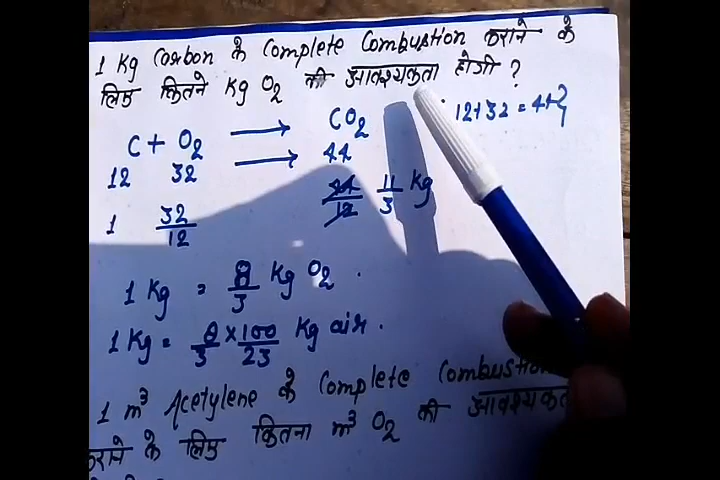 1 Kg Carbon के Complete Combustion कराने के
लिए कितने Kg O2 की आवश्यकता होगी ?
12+32 = 44
C + O2 → CO2
12 32 → 44
1 32/12 44/12 11/3 Kg
1 Kg = 8/3 Kg O2 .
1 Kg = 8/3 × 100/23 Kg air .
1 m³ Acetylene के Complete Combustion
कराने के लिए कितना m³ O2 की आवश्यकता